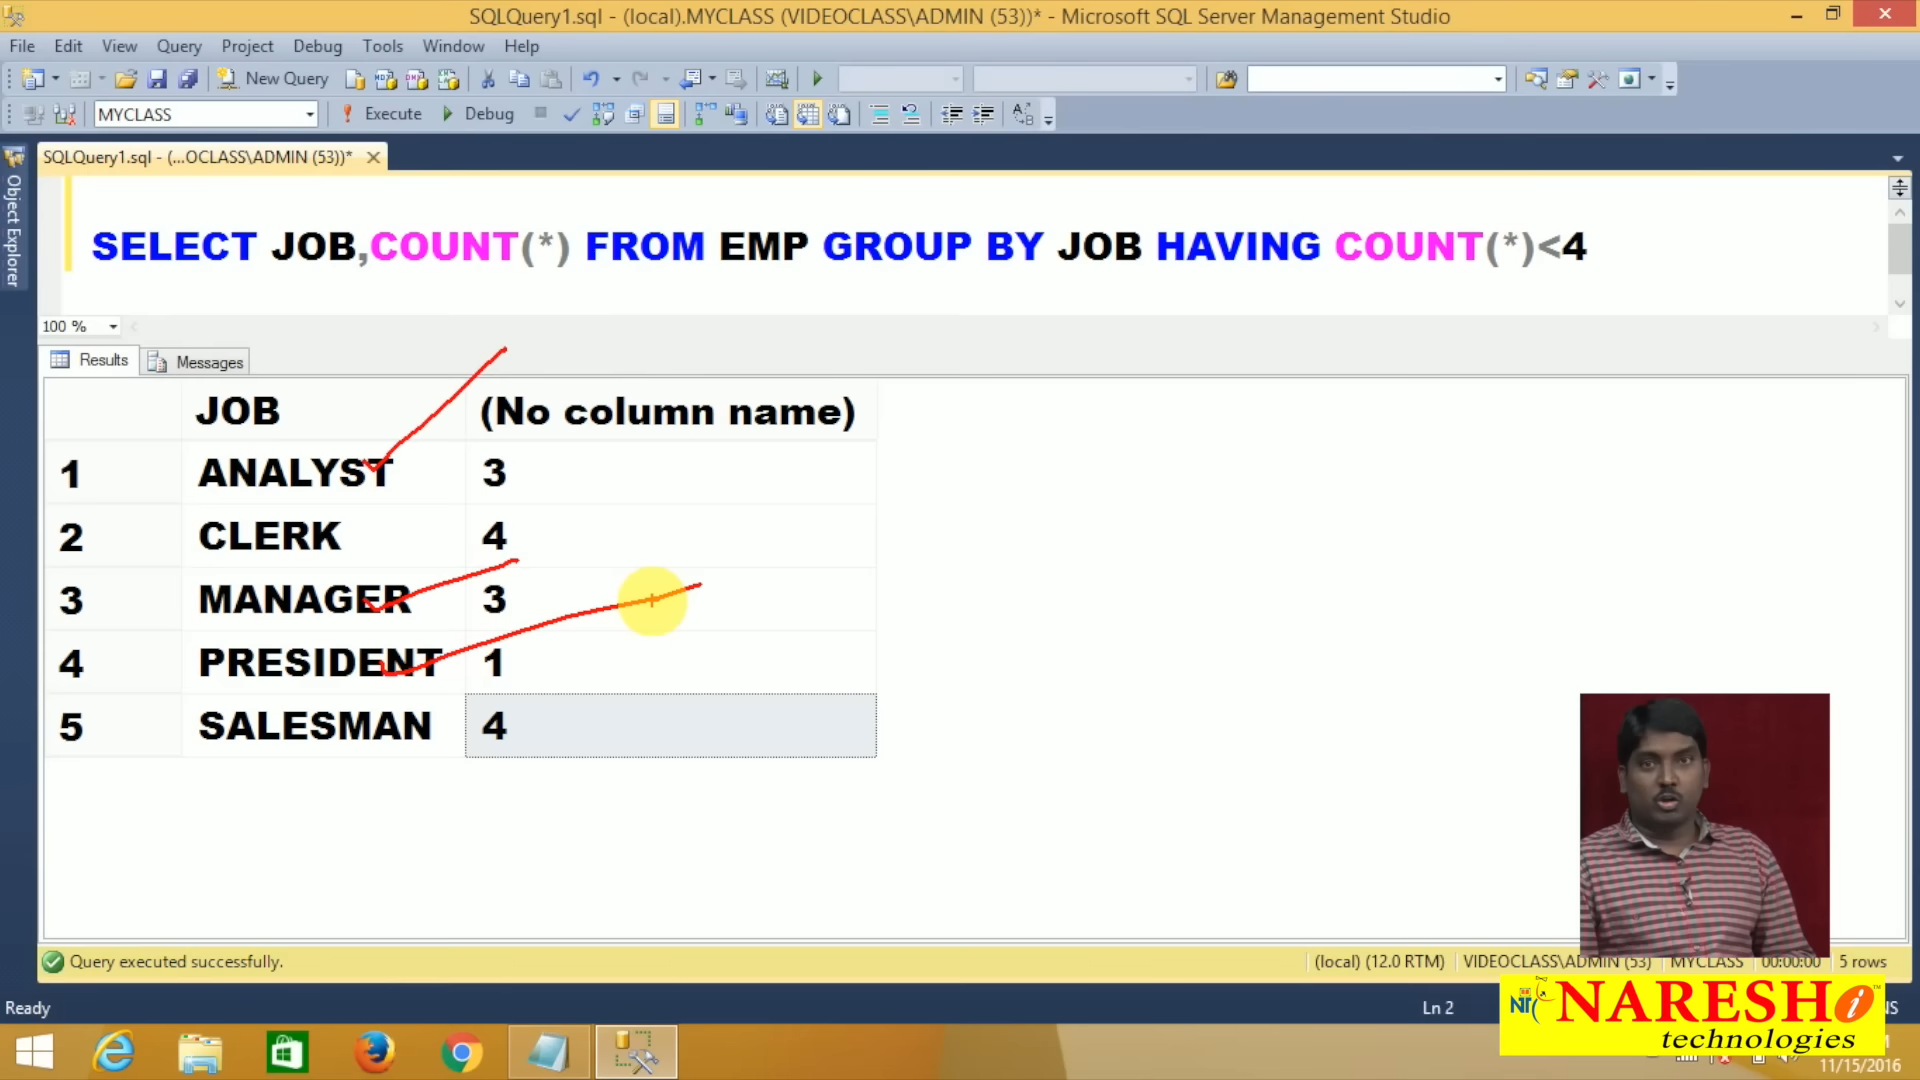 SQLQuery1.sql - (local).MYCLASS (VIDEOCLASS\ADMIN (53))* - Microsoft SQL Server Management Studio
File Edit View Query Project Debug Tools Window Help
New Query
MYCLASS Execute Debug
SQLQuery1.sql - (...OCLASS\ADMIN (53))*
Object Explorer
SELECT JOB,COUNT(*) FROM EMP GROUP BY JOB HAVING COUNT(*)<4
100 %
Results Messages
JOB (No column name)
1 ANALYST 3
2 CLERK 4
3 MANAGER 3
4 PRESIDENT 1
5 SALESMAN 4
Query executed successfully. (local) (12.0 RTM) VIDEOCLASS\ADMIN (53) MYCLASS 00:00:00 5 rows
Ready Ln 2
NARESH i
technologies
11/15/2016